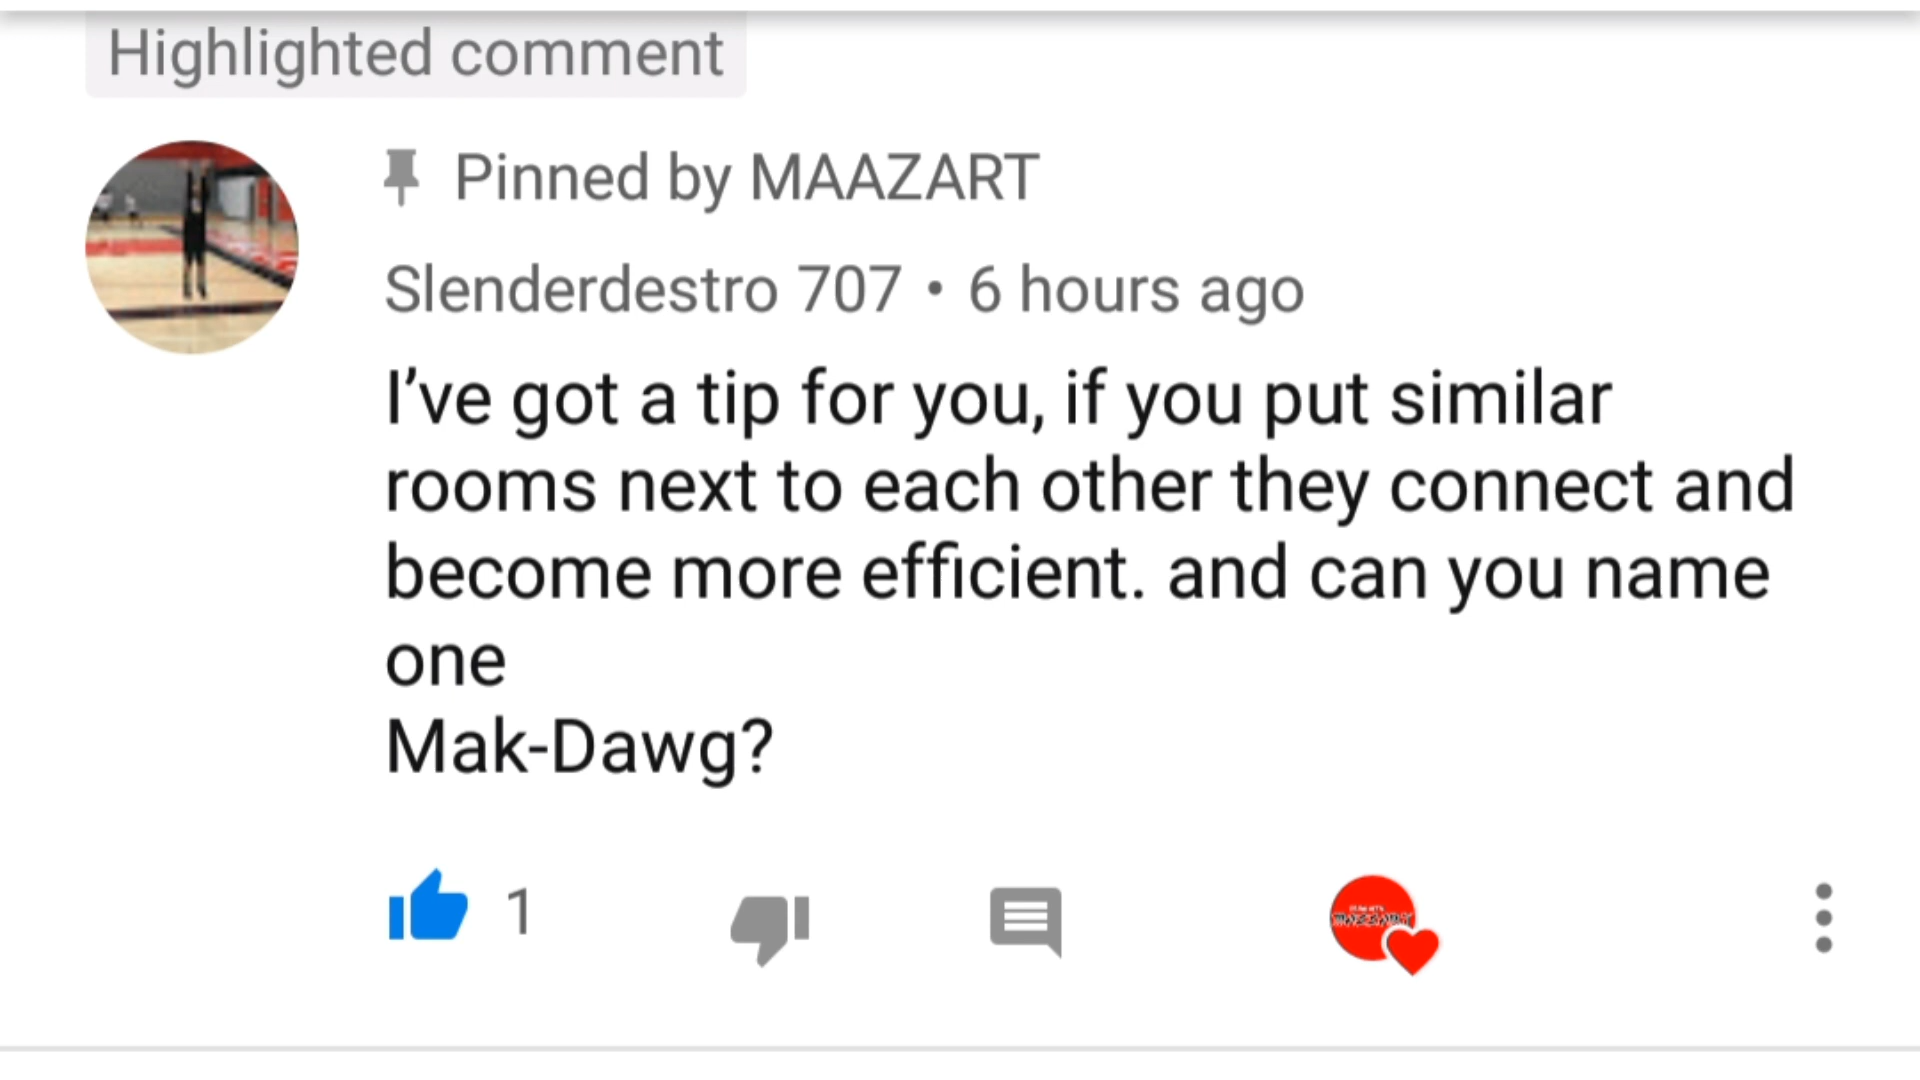 Highlighted comment
Pinned by MAAZART
Slenderdestro 707 • 6 hours ago
I've got a tip for you, if you put similar
rooms next to each other they connect and
become more efficient. and can you name
one
Mak-Dawg?
1